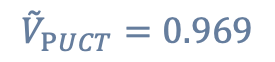 Ṽ_PUCT = 0.969